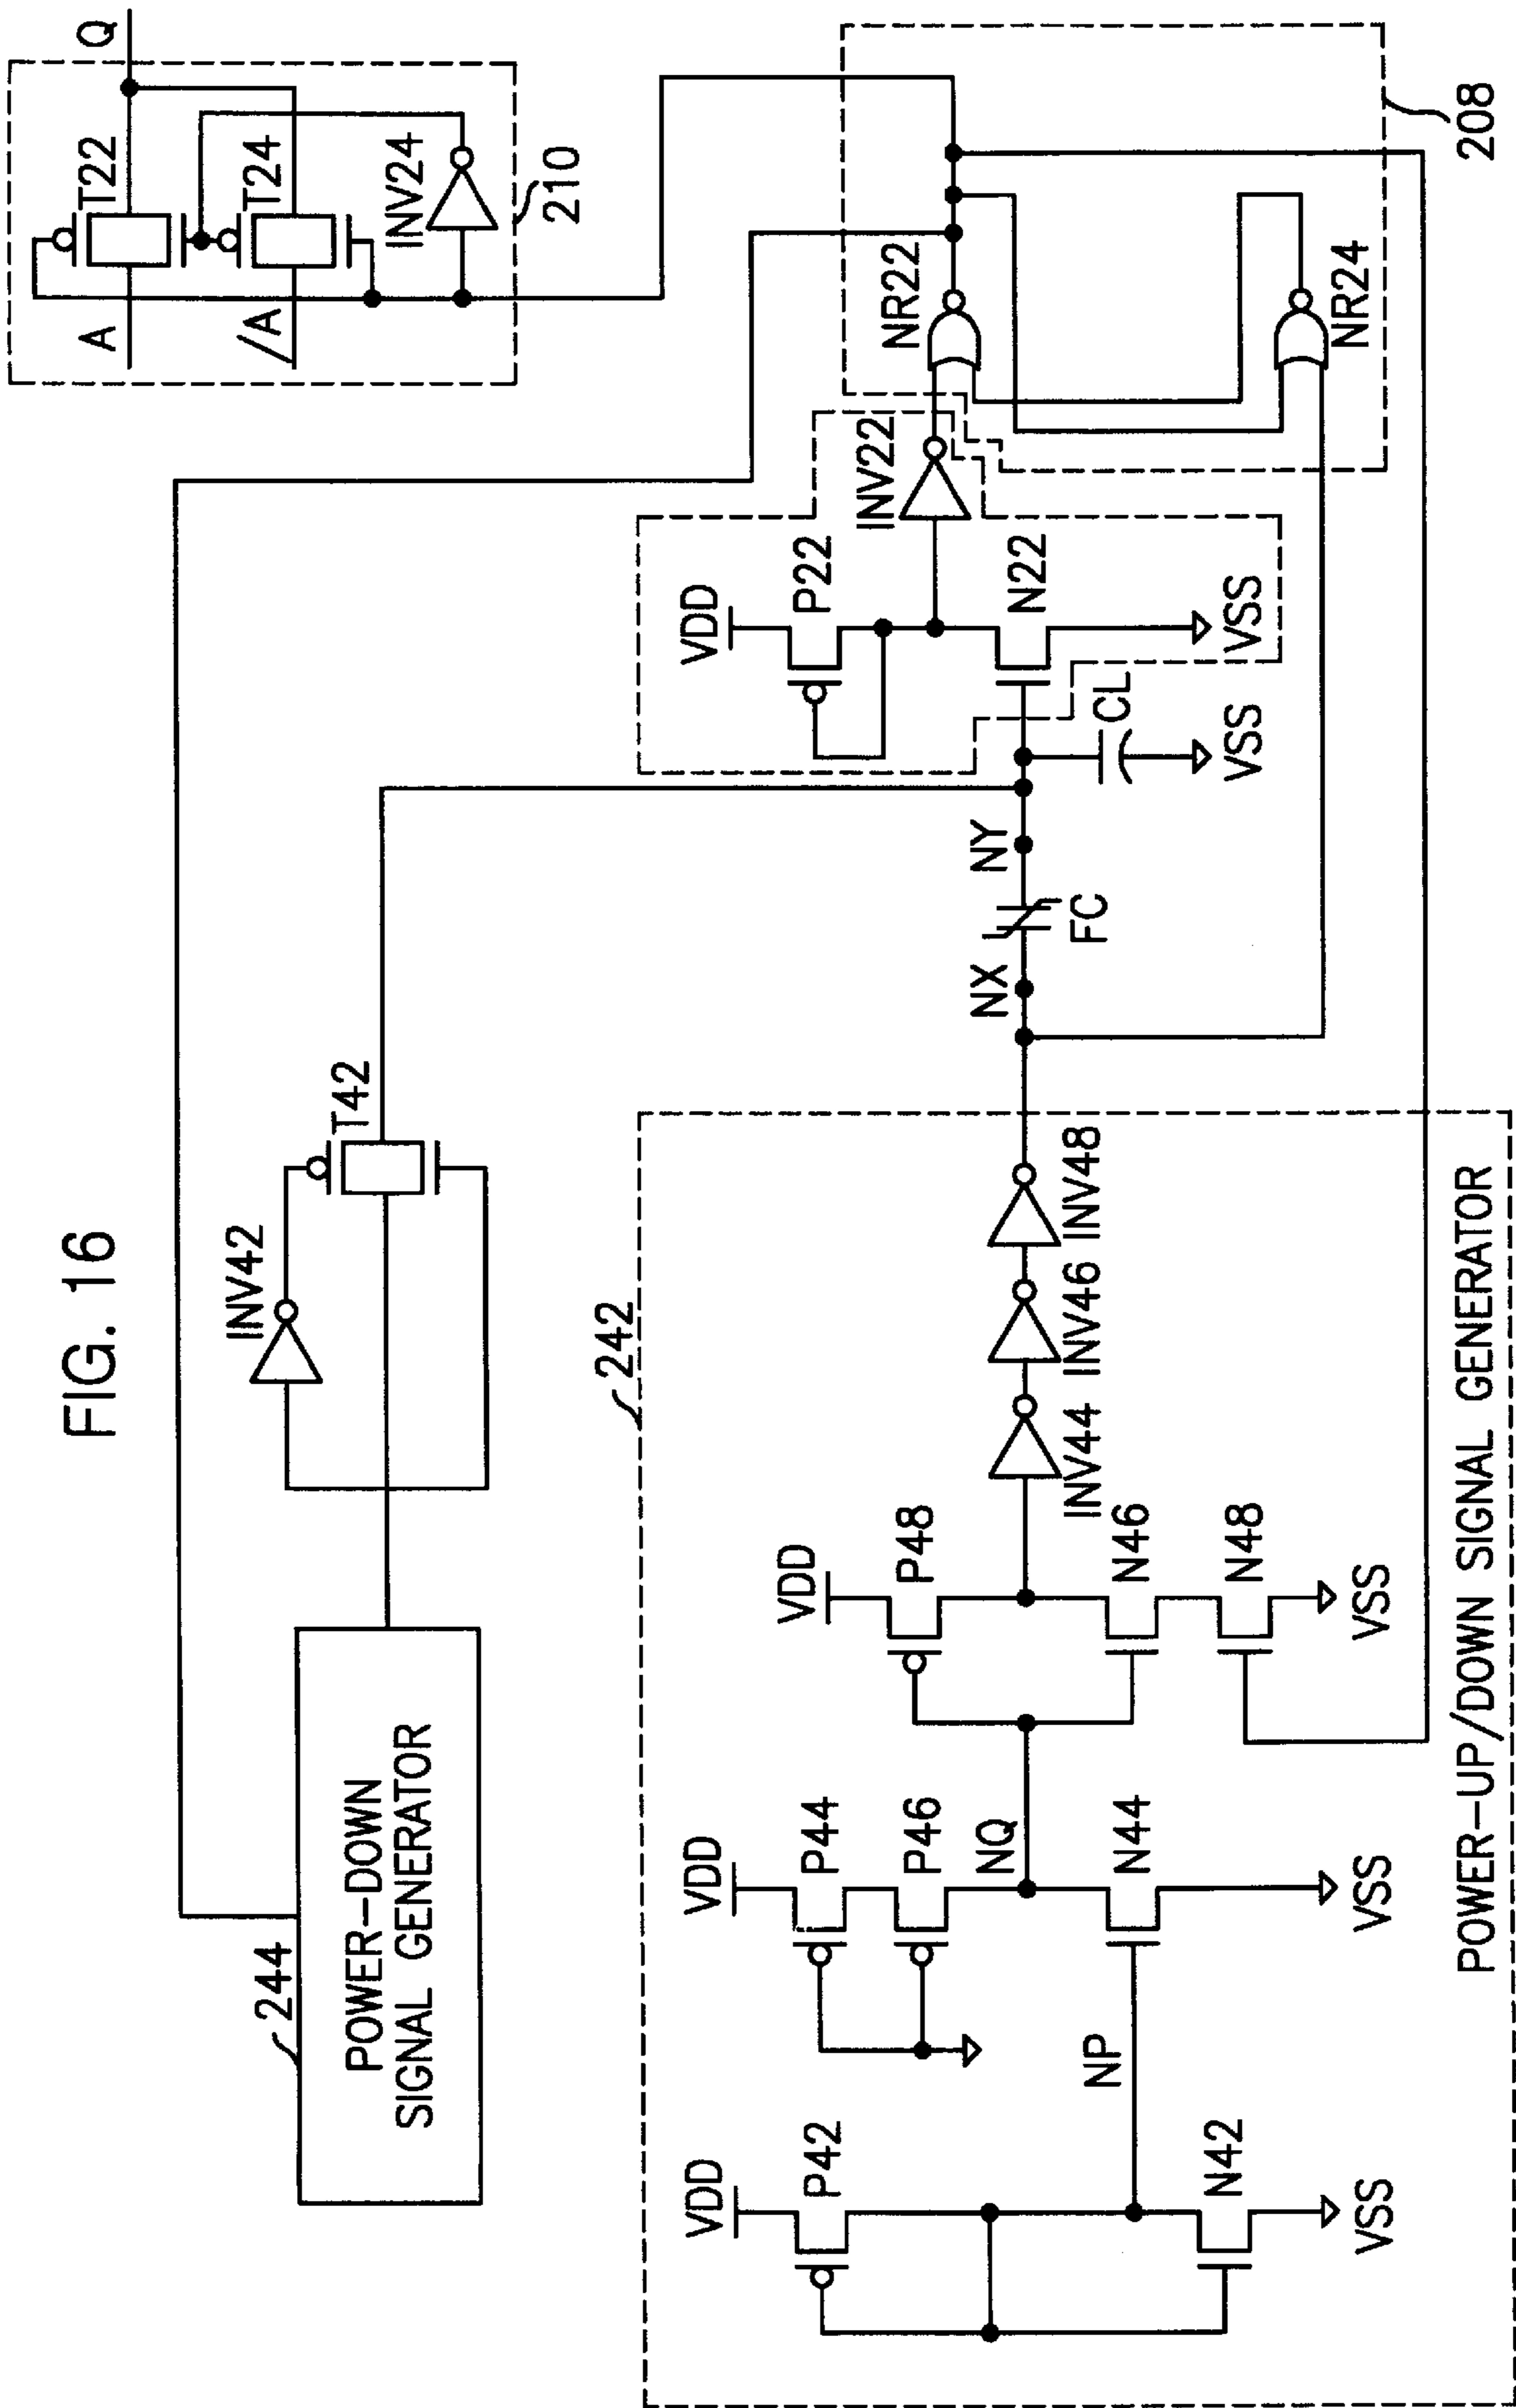 FIG. 16
244
POWER-DOWN
SIGNAL GENERATOR
INV42
T42
A
/A
T22
T24
INV24
Q
210
242
VDD
P42
NP
N42
VSS
VDD
P44
P46
NQ
N44
VSS
VDD
P48
N46
N48
VSS
INV44
INV46
INV48
POWER-UP/DOWN SIGNAL GENERATOR
NX
FC
NY
CL
VSS
VDD
P22
N22
VSS
INV22
NR22
NR24
208